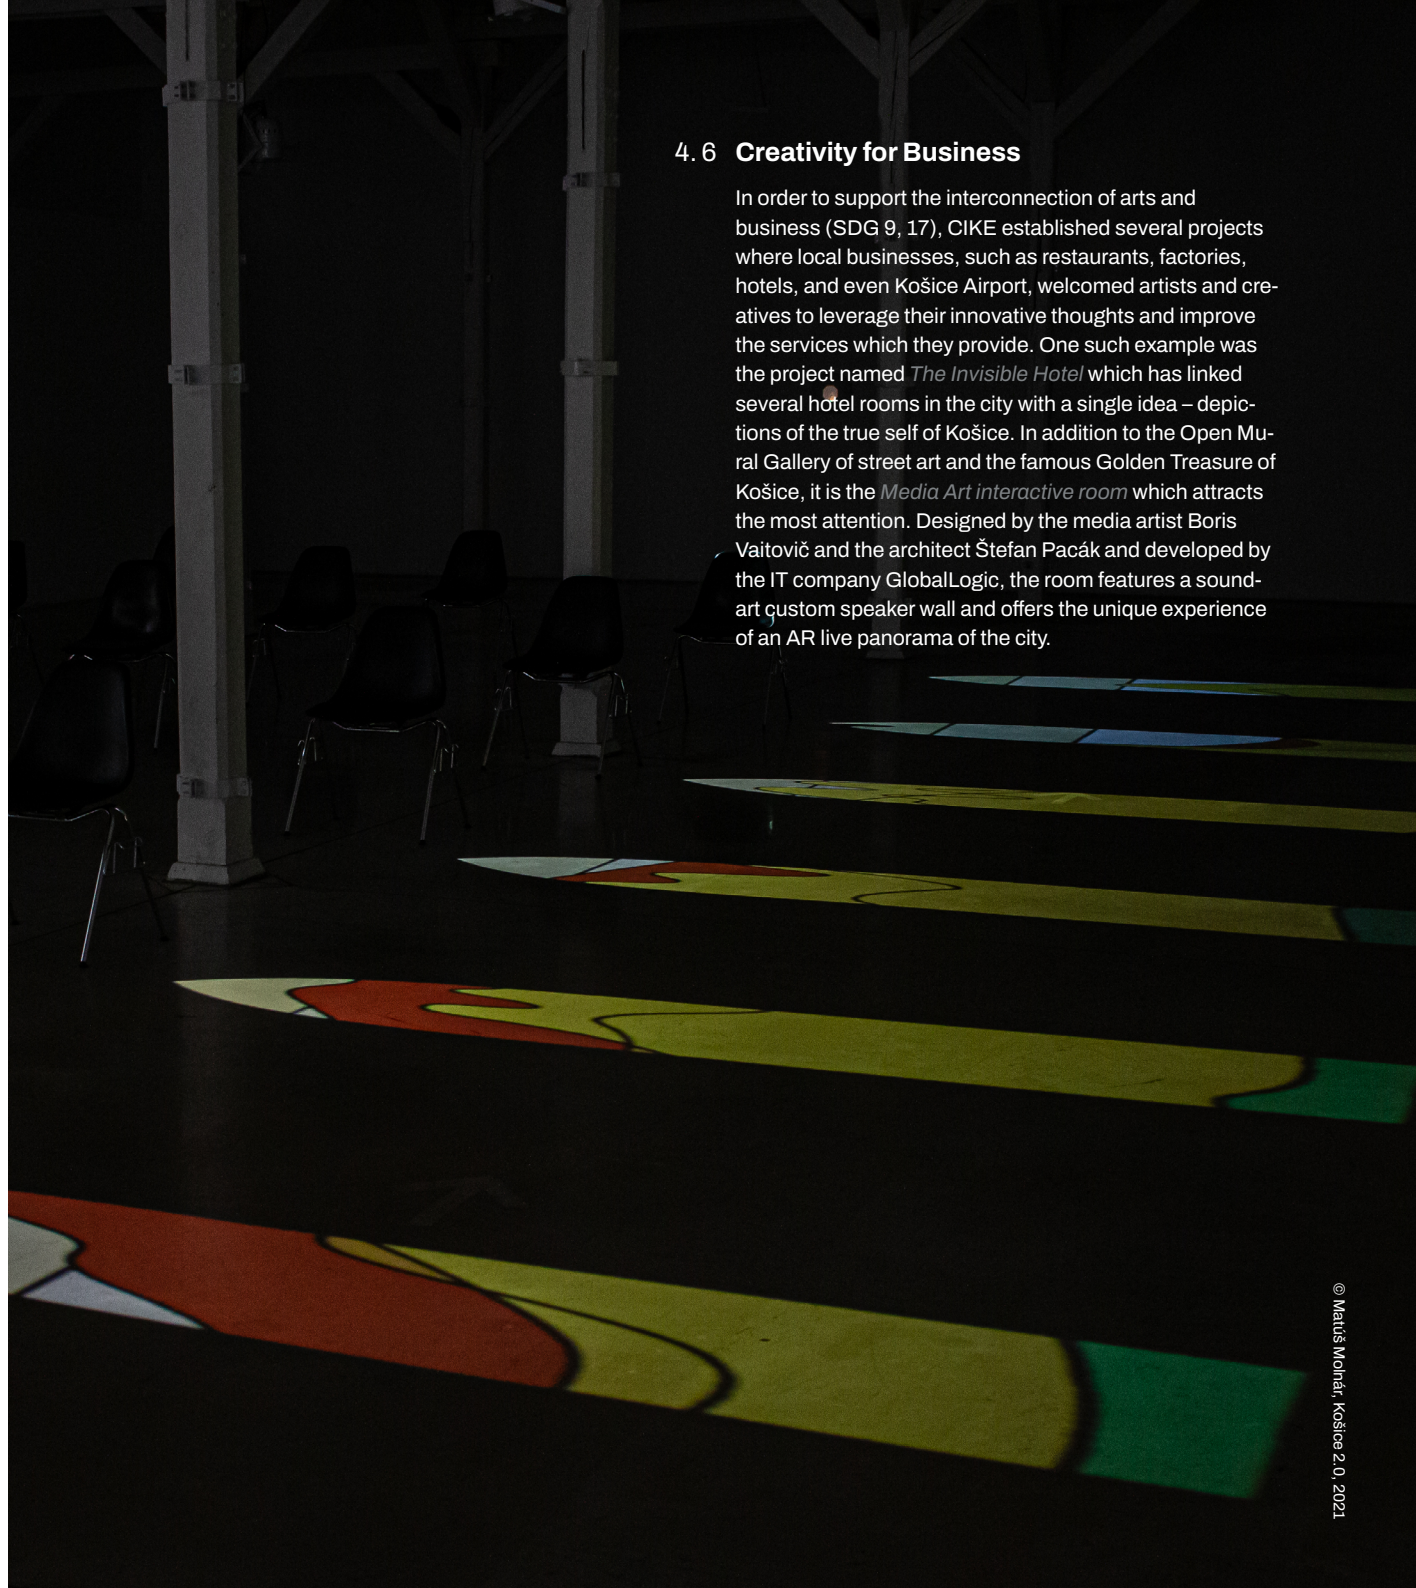 4. 6 Creativity for Business
In order to support the interconnection of arts and
business (SDG 9, 17), CIKE established several projects
where local businesses, such as restaurants, factories,
hotels, and even Košice Airport, welcomed artists and cre-
atives to leverage their innovative thoughts and improve
the services which they provide. One such example was
the project named The Invisible Hotel which has linked
several hotel rooms in the city with a single idea – depic-
tions of the true self of Košice. In addition to the Open Mu-
ral Gallery of street art and the famous Golden Treasure of
Košice, it is the Media Art interactive room which attracts
the most attention. Designed by the media artist Boris
Vaitovič and the architect Štefan Pacák and developed by
the IT company GlobalLogic, the room features a sound-
art custom speaker wall and offers the unique experience
of an AR live panorama of the city.
© Matúš Molnár, Košice 2.0, 2021